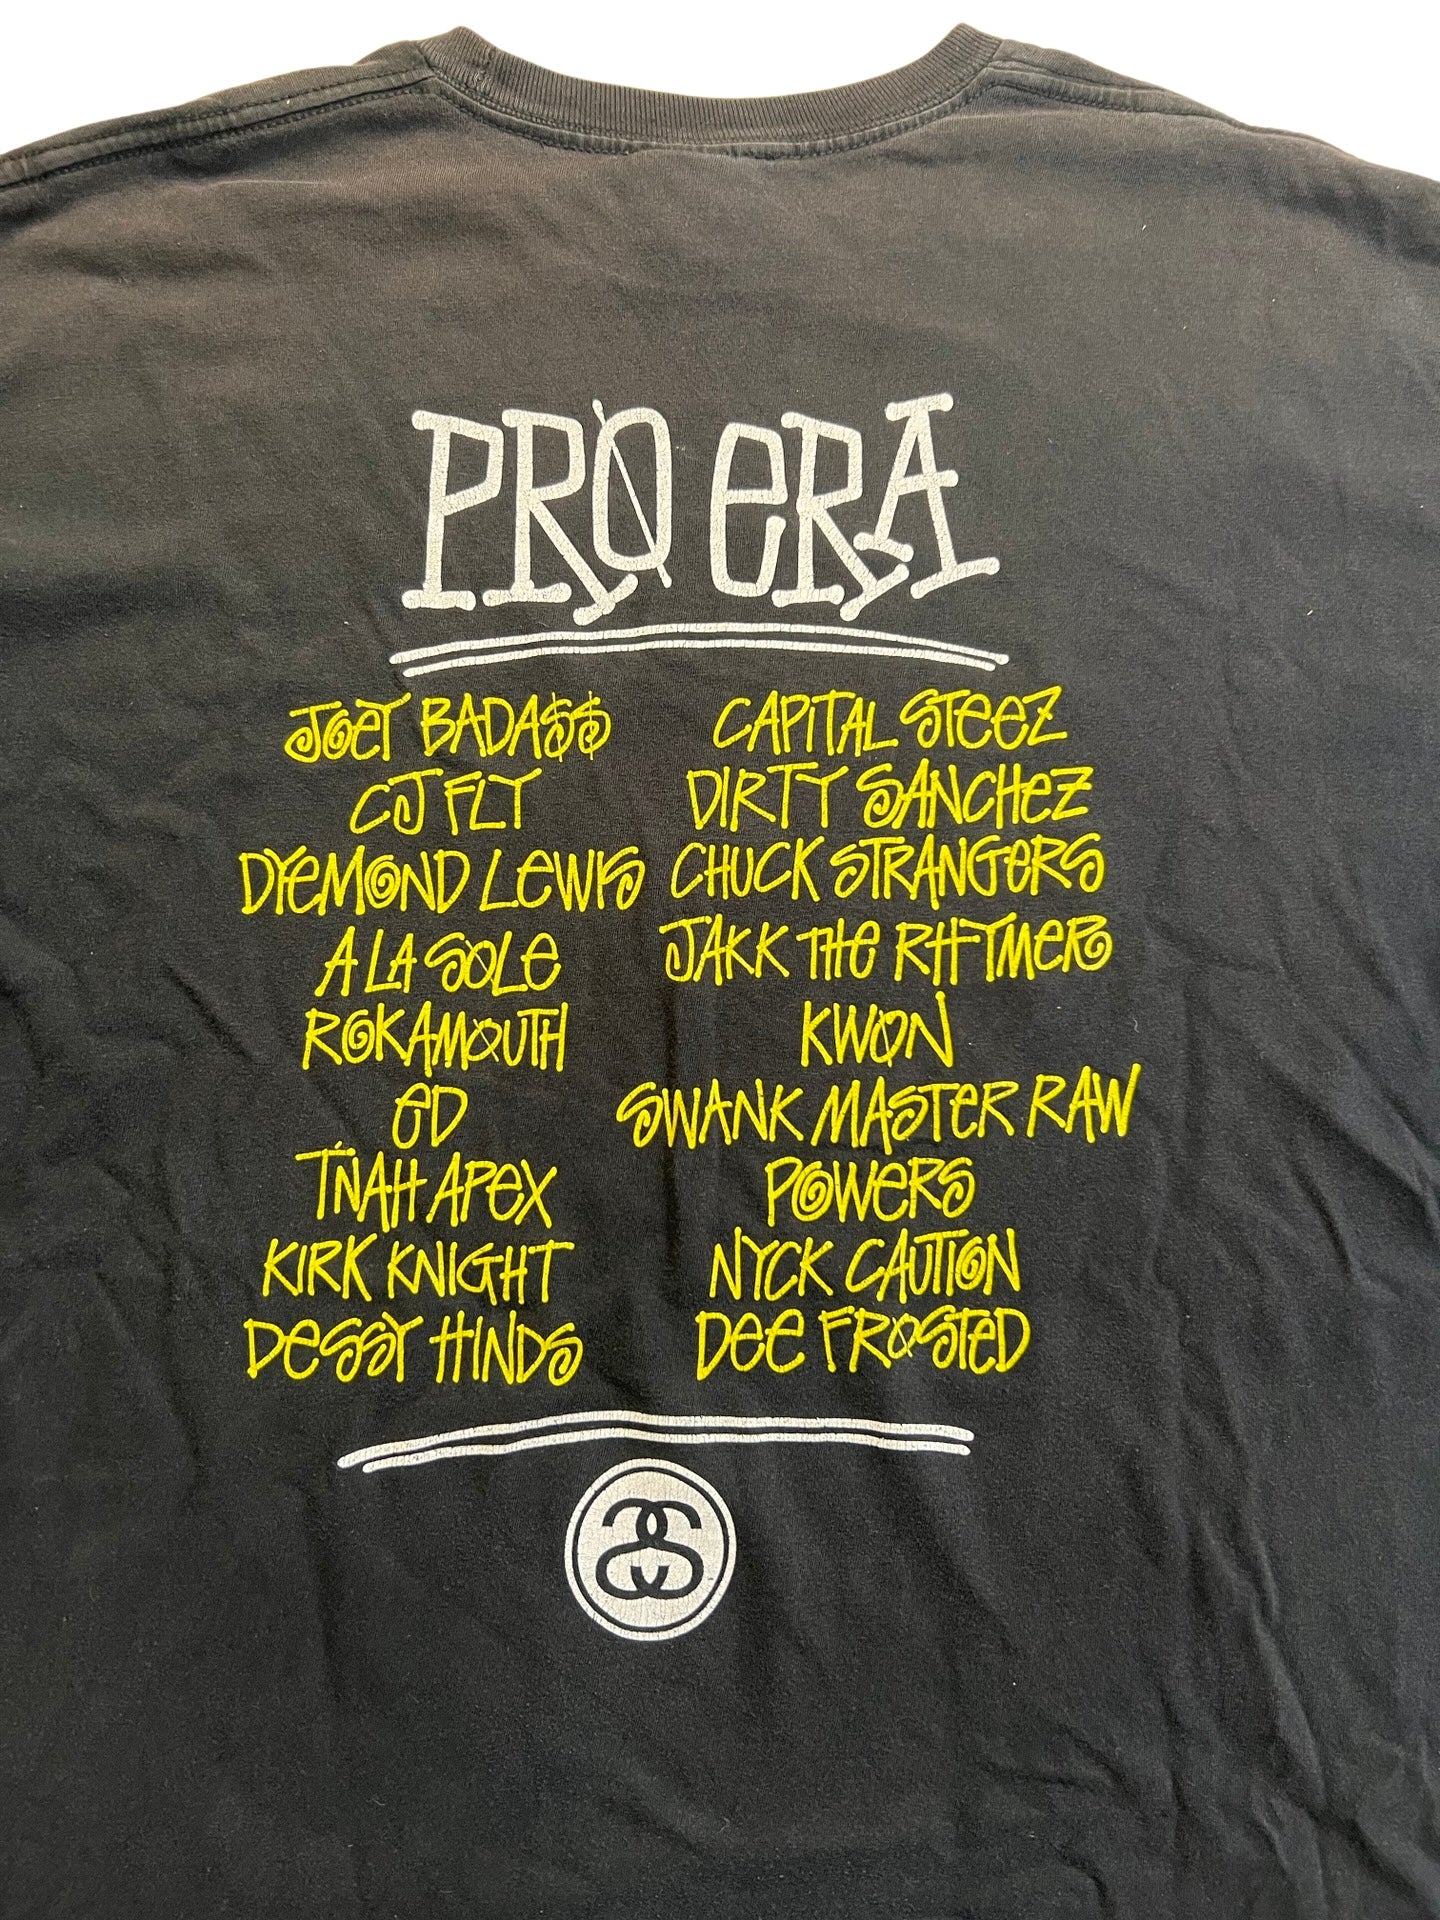 PRO eRA
JOEY BADA$$ CAPITAL STEEZ
CJ FLY DIRTY SANCHEZ
DYEMOND LEWIS CHUCK STRANGERS
A LA SOLE JAKK THE RHYMER
ROKAMOUTH KWON
eD SWANK MASTER RAW
T'NAH APEX POWERS
KIRK KNIGHT NYCK CAUTION
DESSY HINDS DEE FROSTED